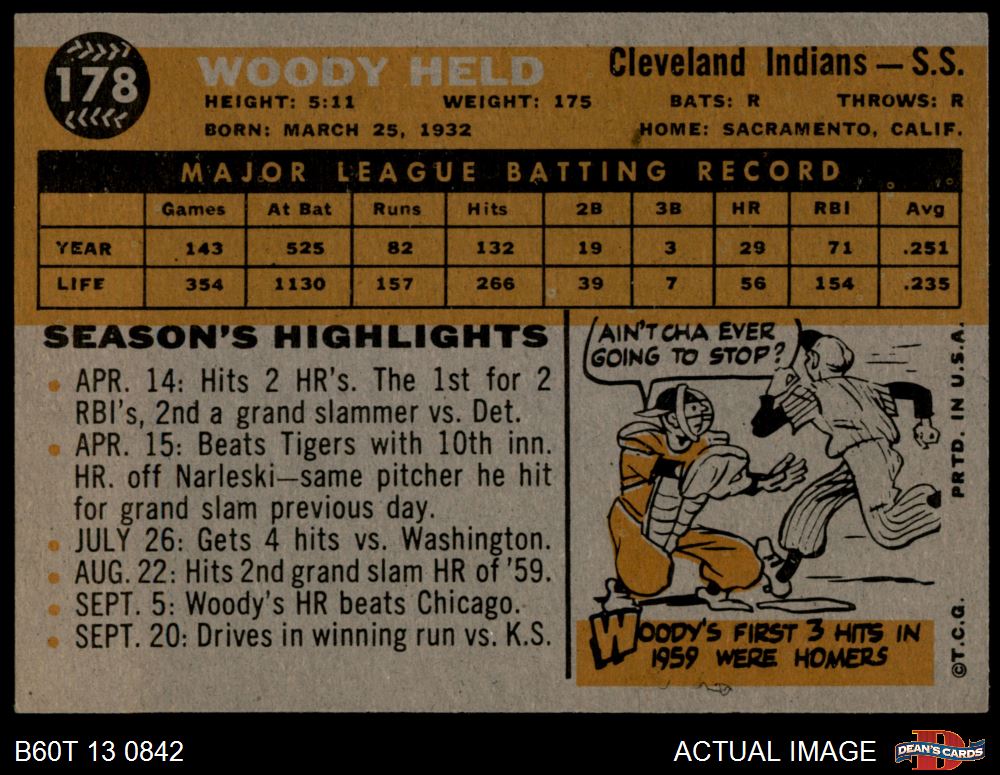 178
WOODY HELD
Cleveland Indians — S.S.
HEIGHT: 5:11 WEIGHT: 175 BATS: R THROWS: R
BORN: MARCH 25, 1932 HOME: SACRAMENTO, CALIF.
MAJOR LEAGUE BATTING RECORD
Games At Bat Runs Hits 2B 3B HR RBI Avg
YEAR 143 525 82 132 19 3 29 71 .251
LIFE 354 1130 157 266 39 7 56 154 .235
SEASON'S HIGHLIGHTS
• APR. 14: Hits 2 HR's. The 1st for 2
RBI's, 2nd a grand slammer vs. Det.
• APR. 15: Beats Tigers with 10th inn.
HR. off Narleski—same pitcher he hit
for grand slam previous day.
• JULY 26: Gets 4 hits vs. Washington.
• AUG. 22: Hits 2nd grand slam HR of '59.
• SEPT. 5: Woody's HR beats Chicago.
• SEPT. 20: Drives in winning run vs. K.S.
AIN'T CHA EVER
GOING TO STOP?
WOODY'S FIRST 3 HITS IN
1959 WERE HOMERS
©T.C.G. PRTD. IN U.S.A.
B60T 13 0842
ACTUAL IMAGE
D
DEAN'S CARDS